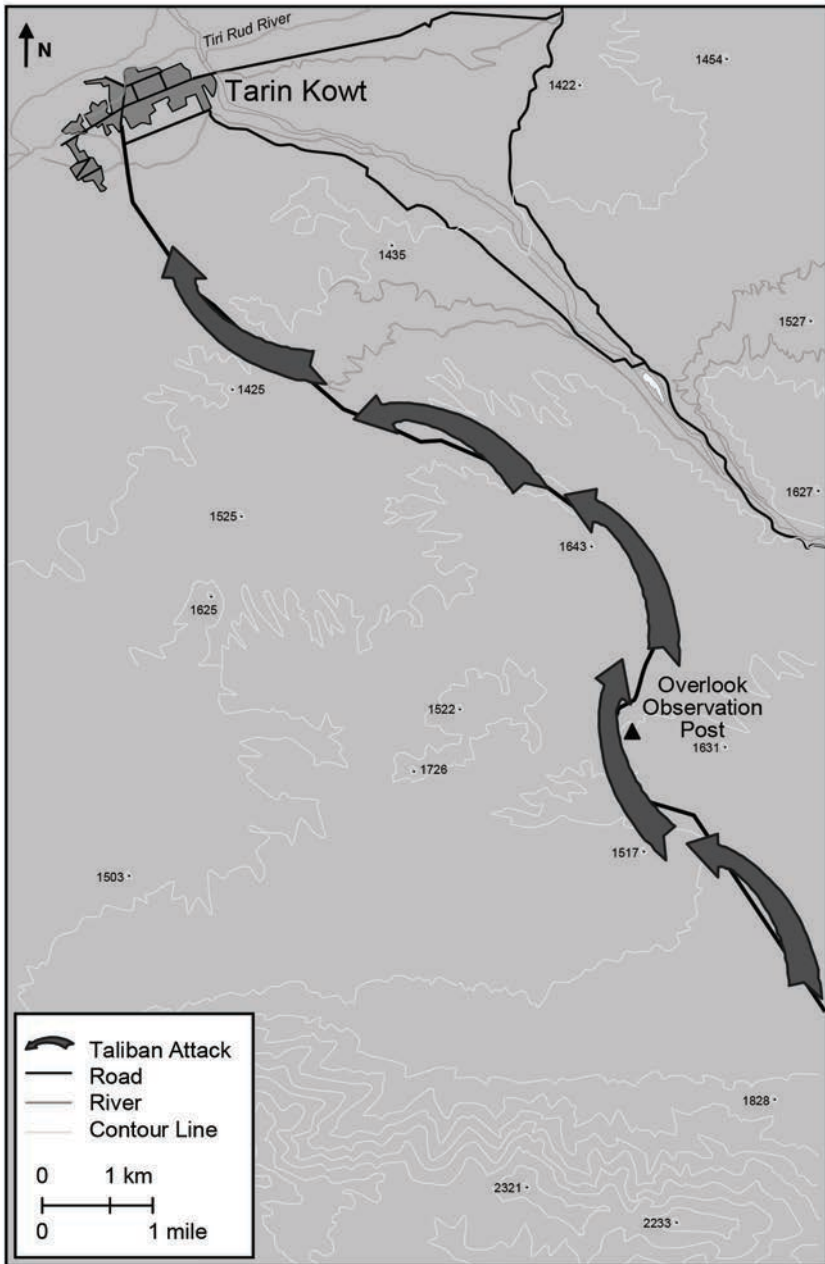 N
Tiri Rud River
Tarin Kowt
1454
1422
1435
1527
1425
1627
1525
1643
1625
Overlook
Observation
Post
1522
1631
1726
1517
1503
Taliban Attack
Road
River
Contour Line
0 1 km
0 1 mile
1828
2321
2233